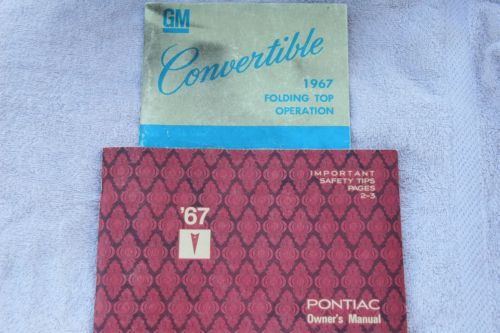 GM
Convertible
1967
FOLDING TOP
OPERATION
IMPORTANT
SAFETY TIPS
PAGES
2-3
'67
PONTIAC
Owner's Manual